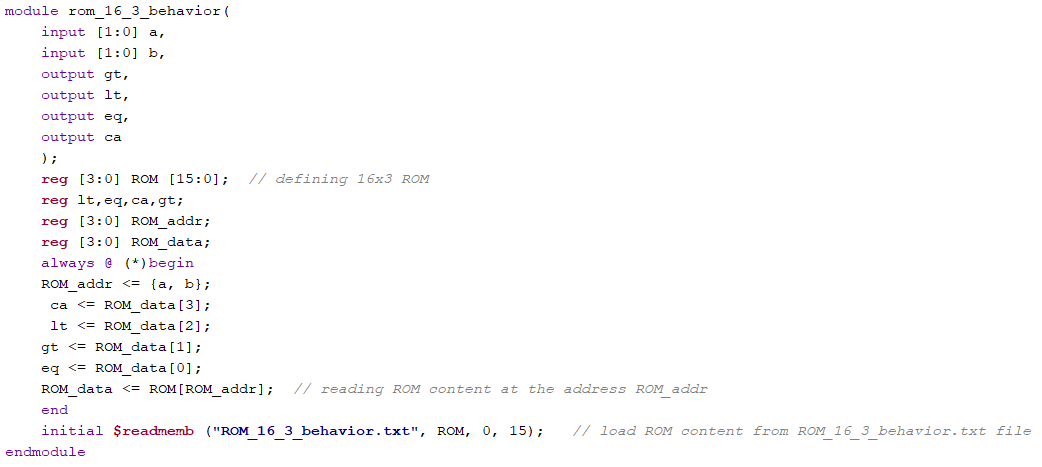 module rom_16_3_behavior(
input [1:0] a,
input [1:0] b,
output gt,
output lt,
output eq,
output ca
);
reg [3:0] ROM [15:0]; // defining 16x3 ROM
reg lt,eq,ca,gt;
reg [3:0] ROM_addr;
reg [3:0] ROM_data;
always @ (*)begin
ROM_addr <= {a, b};
ca <= ROM_data[3];
lt <= ROM_data[2];
gt <= ROM_data[1];
eq <= ROM_data[0];
ROM_data <= ROM[ROM_addr]; // reading ROM content at the address ROM_addr
end
initial $readmemb ("ROM_16_3_behavior.txt", ROM, 0, 15); // load ROM content from ROM_16_3_behavior.txt file
endmodule